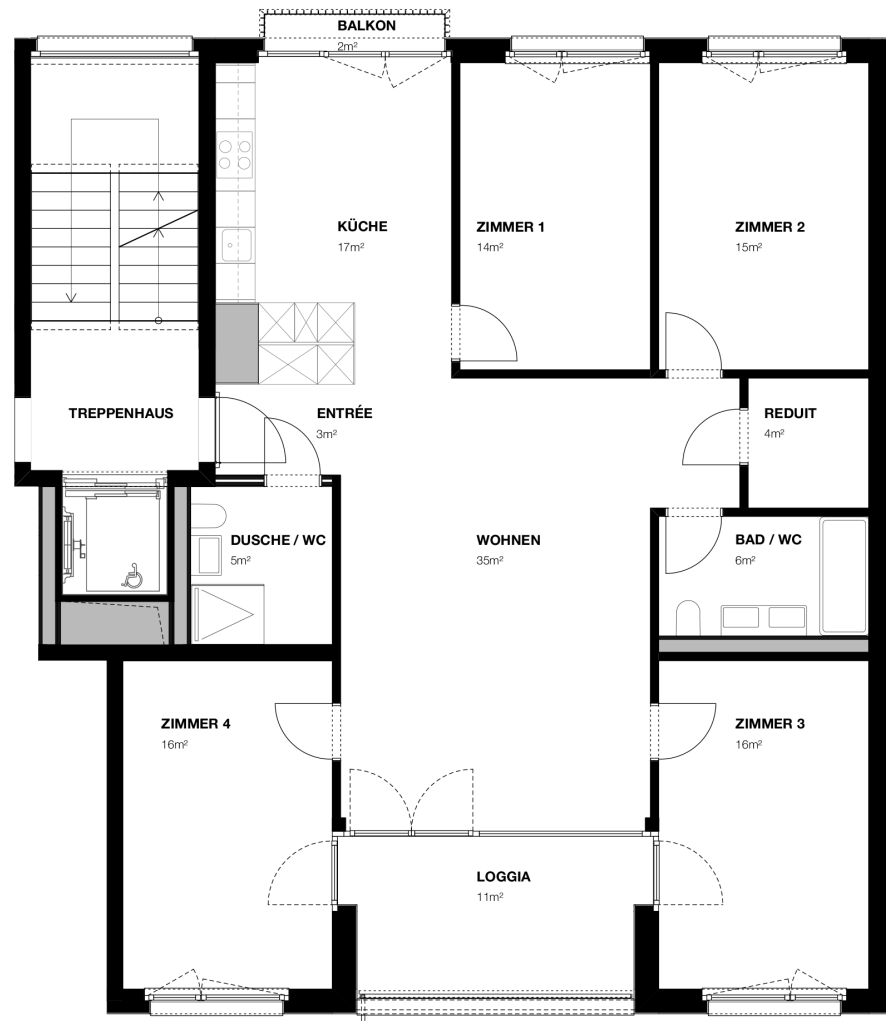 BALKON
2m²
KÜCHE
17m²
ZIMMER 1
14m²
ZIMMER 2
15m²
TREPPENHAUS
ENTRÉE
3m²
REDUIT
4m²
DUSCHE / WC
5m²
WOHNEN
35m²
BAD / WC
6m²
ZIMMER 4
16m²
ZIMMER 3
16m²
LOGGIA
11m²